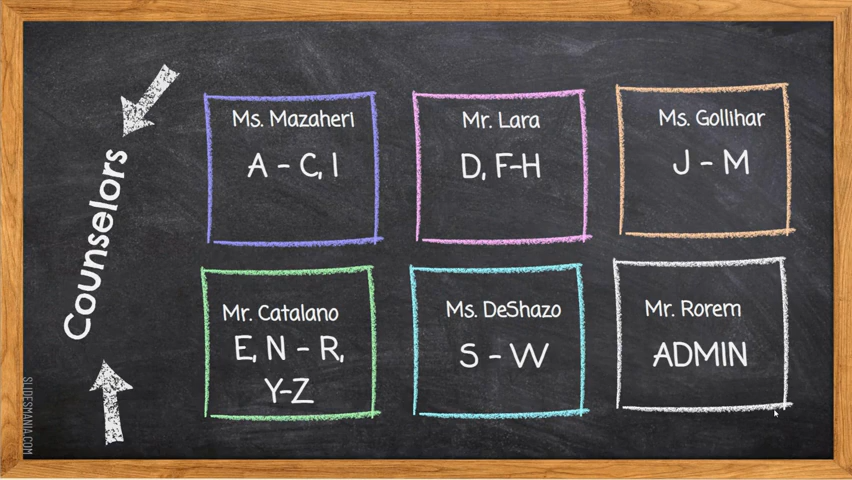 Counselors
Ms. Mazaheri
A - C, I
Mr. Lara
D, F-H
Ms. Gollihar
J - M
Mr. Catalano
E, N - R,
Y-Z
Ms. DeShazo
S - W
Mr. Rorem
ADMIN
SLIDESMANIA.COM